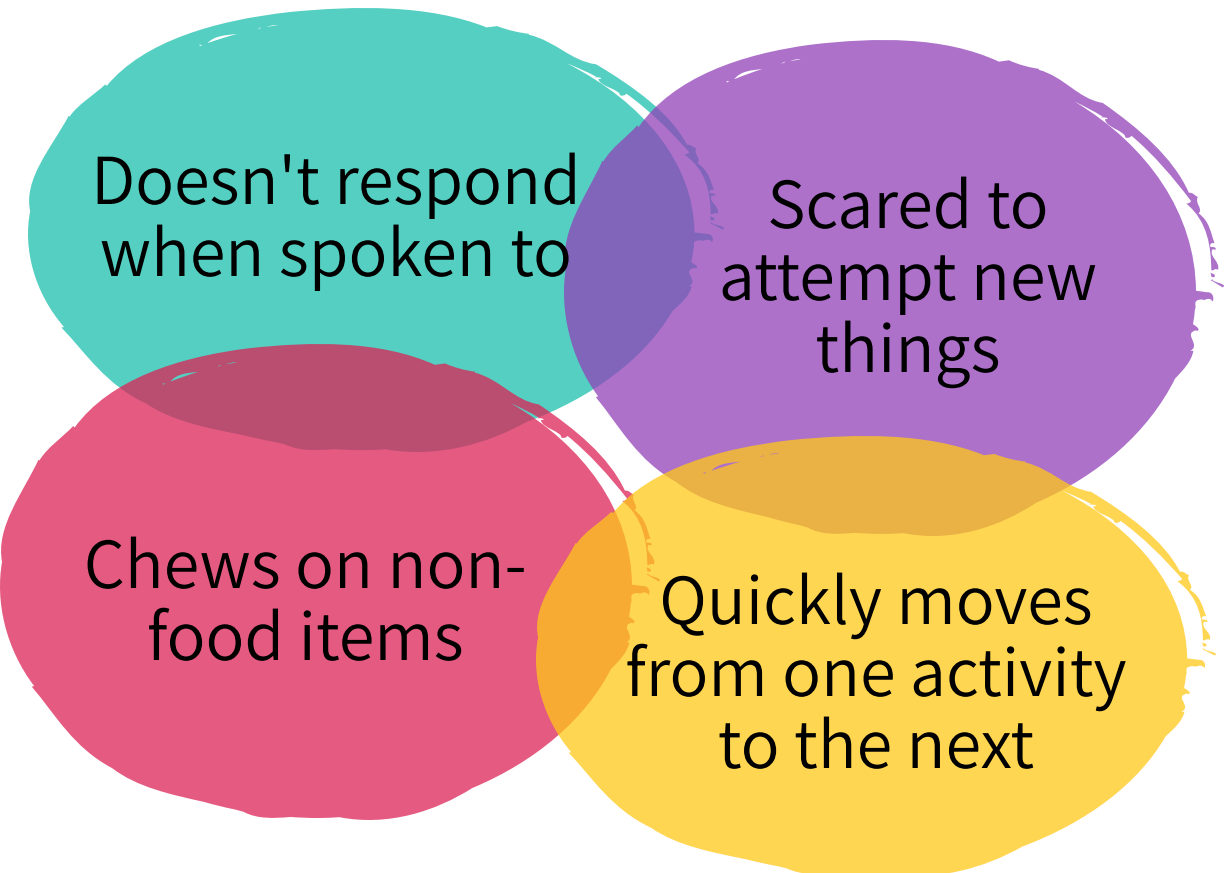 Doesn't respond
when spoken to
Scared to
attempt new
things
Chews on non-
food items
Quickly moves
from one activity
to the next